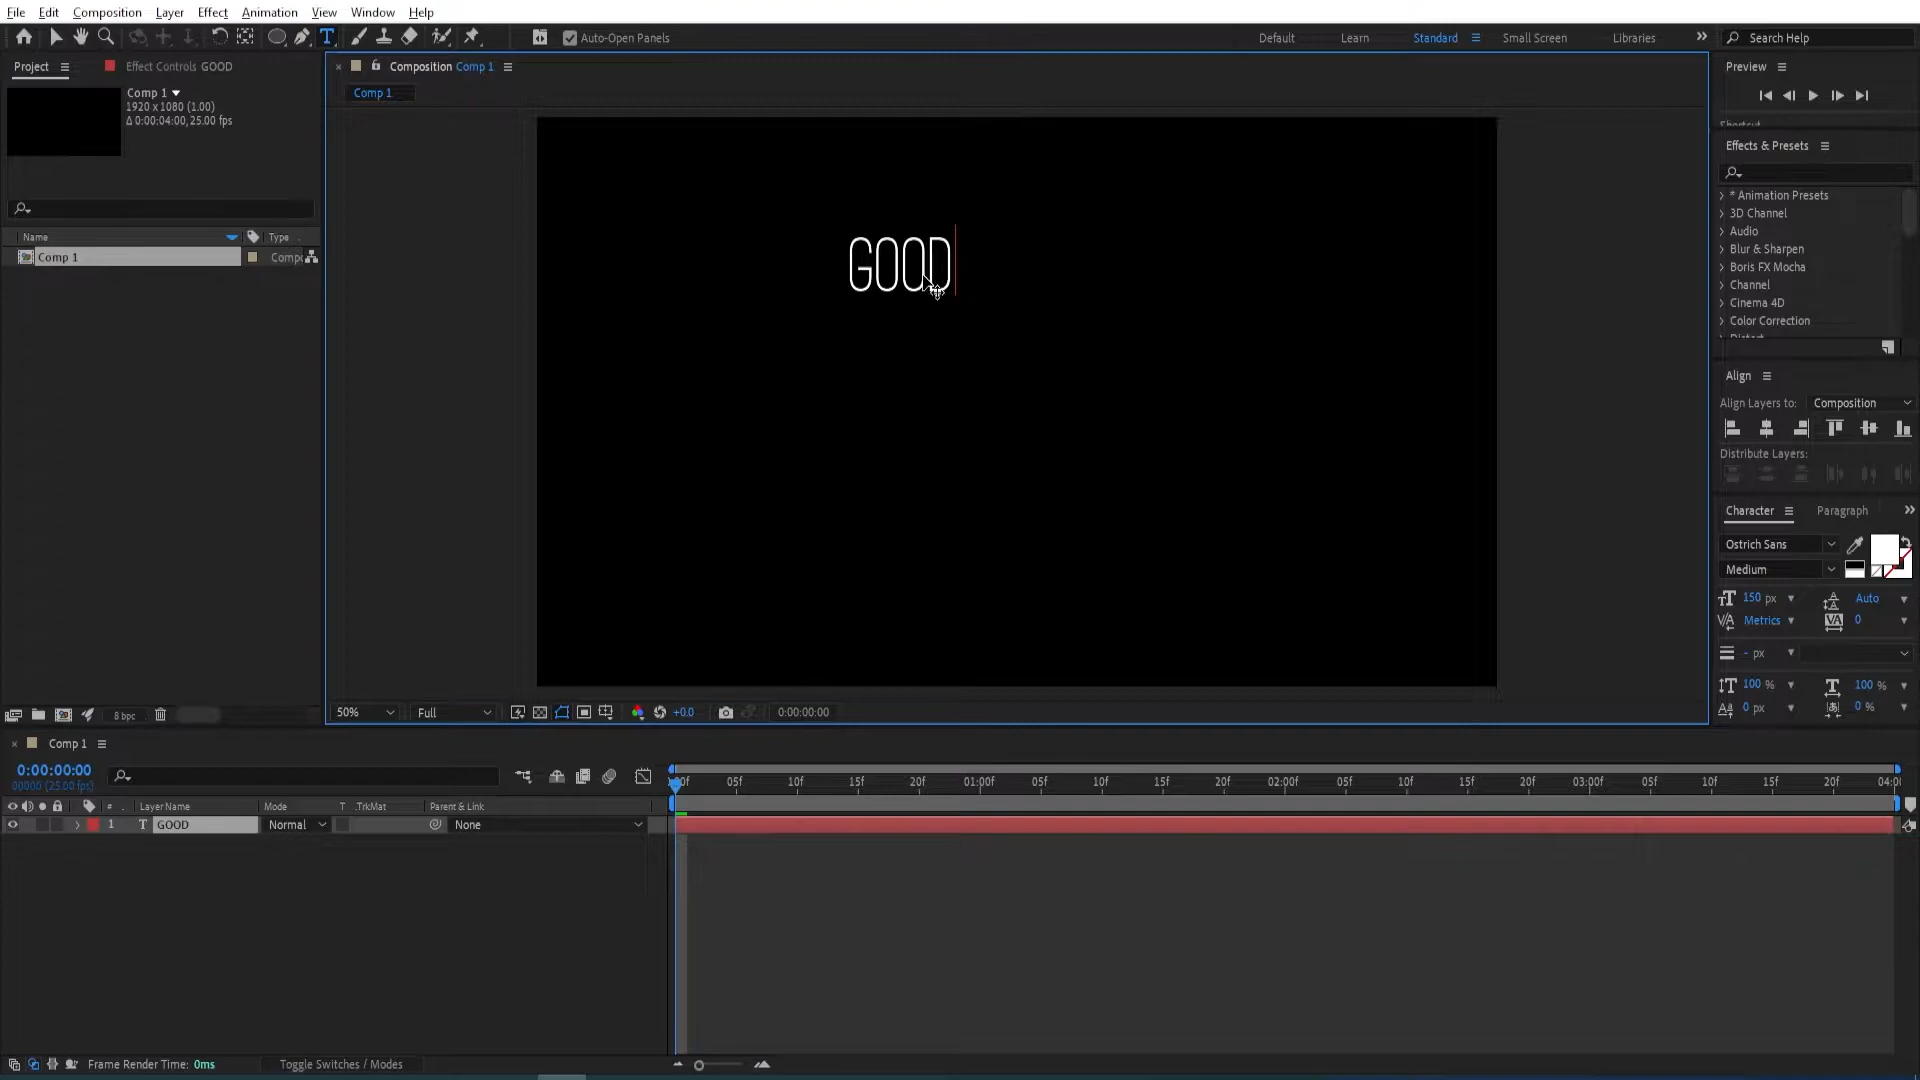 File Edit Composition Layer Effect Animation View Window Help
Auto-Open Panels Default Learn Standard Small Screen Libraries Search Help
Project Effect Controls GOOD
Comp 1
1920 x 1080 (1.00)
Δ 0:00:04:00, 25.00 fps
Name Type
Comp 1
8 bpc
Composition Comp 1
Comp 1
GOOD
50% Full +0.0 0:00:00:00
Preview
Effects & Presets
* Animation Presets
3D Channel
Audio
Blur & Sharpen
Boris FX Mocha
Channel
Cinema 4D
Color Correction
Align
Align Layers to: Composition
Distribute Layers:
Character Paragraph
Ostrich Sans
Medium
150 px Auto
Metrics 0
- px
100 % 100 %
0 px 0 %
Comp 1
0:00:00:00
00000 (25.00 fps)
05f 10f 15f 20f 01:00f 05f 10f 15f 20f 02:00f 05f 10f 15f 20f 03:00f 05f 10f 15f 20f 04:0
# Layer Name Mode T .TrkMat Parent & Link
1 T GOOD Normal None
Frame Render Time: 0ms Toggle Switches / Modes